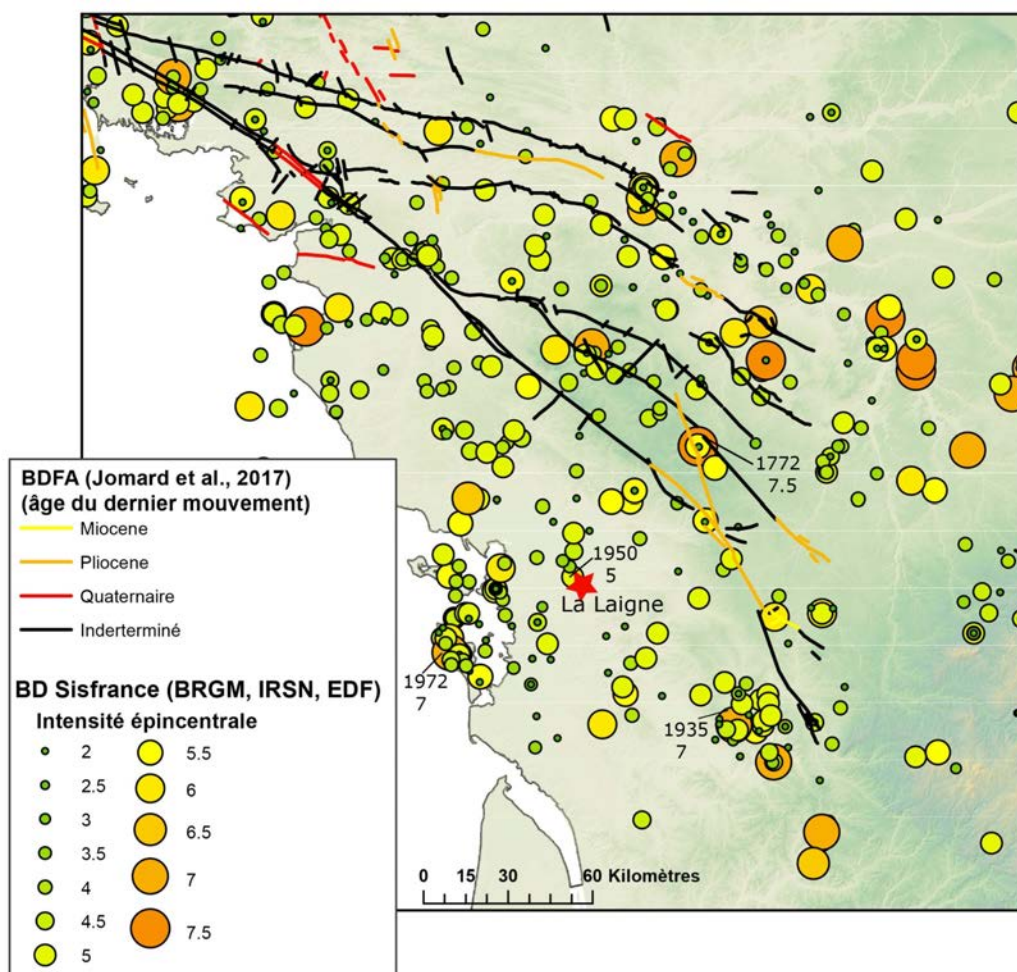 1772
7.5
1950
5
La Laigne
1972
7
1935
7
0 15 30 60 Kilomètres
BDFA (Jomard et al., 2017)
(âge du dernier mouvement)
Miocene
Pliocene
Quaternaire
Inderterminé
BD Sisfrance (BRGM, IRSN, EDF)
Intensité épincentrale
2
2.5
3
3.5
4
4.5
5
5.5
6
6.5
7
7.5